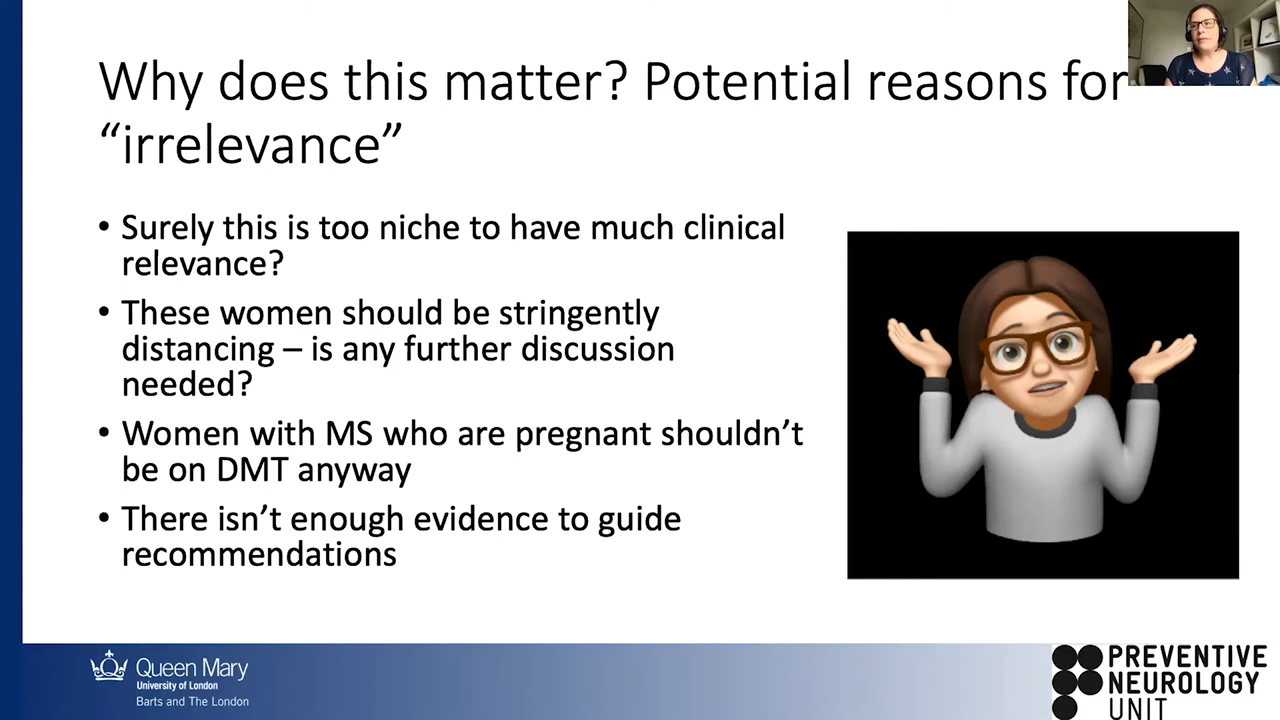 Why does this matter? Potential reasons for
“irrelevance”
• Surely this is too niche to have much clinical
relevance?
• These women should be stringently
distancing – is any further discussion
needed?
• Women with MS who are pregnant shouldn’t
be on DMT anyway
• There isn’t enough evidence to guide
recommendations
Queen Mary
University of London
Barts and The London
PREVENTIVE
NEUROLOGY
UNIT